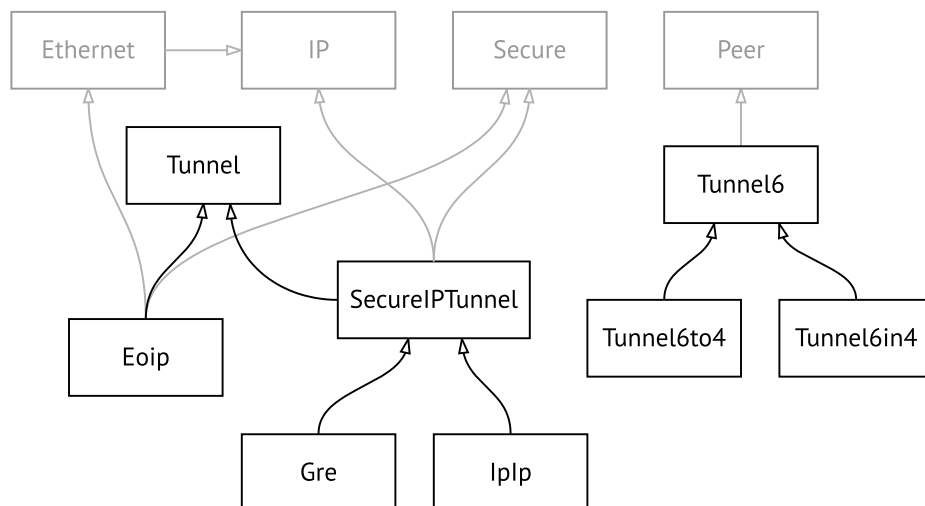 Ethernet
IP
Secure
Peer
Tunnel
Tunnel6
SecureIPTunnel
Tunnel6to4
Tunnel6in4
Eoip
Gre
IpIp